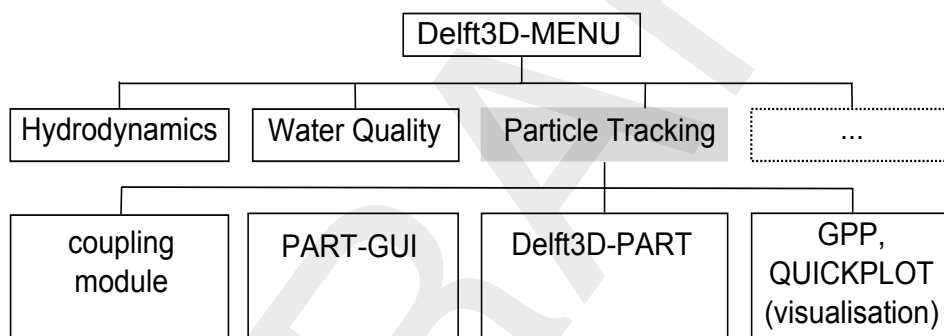 Delft3D-MENU
Hydrodynamics
Water Quality
Particle Tracking
...
coupling
module
PART-GUI
Delft3D-PART
GPP,
QUICKPLOT
(visualisation)